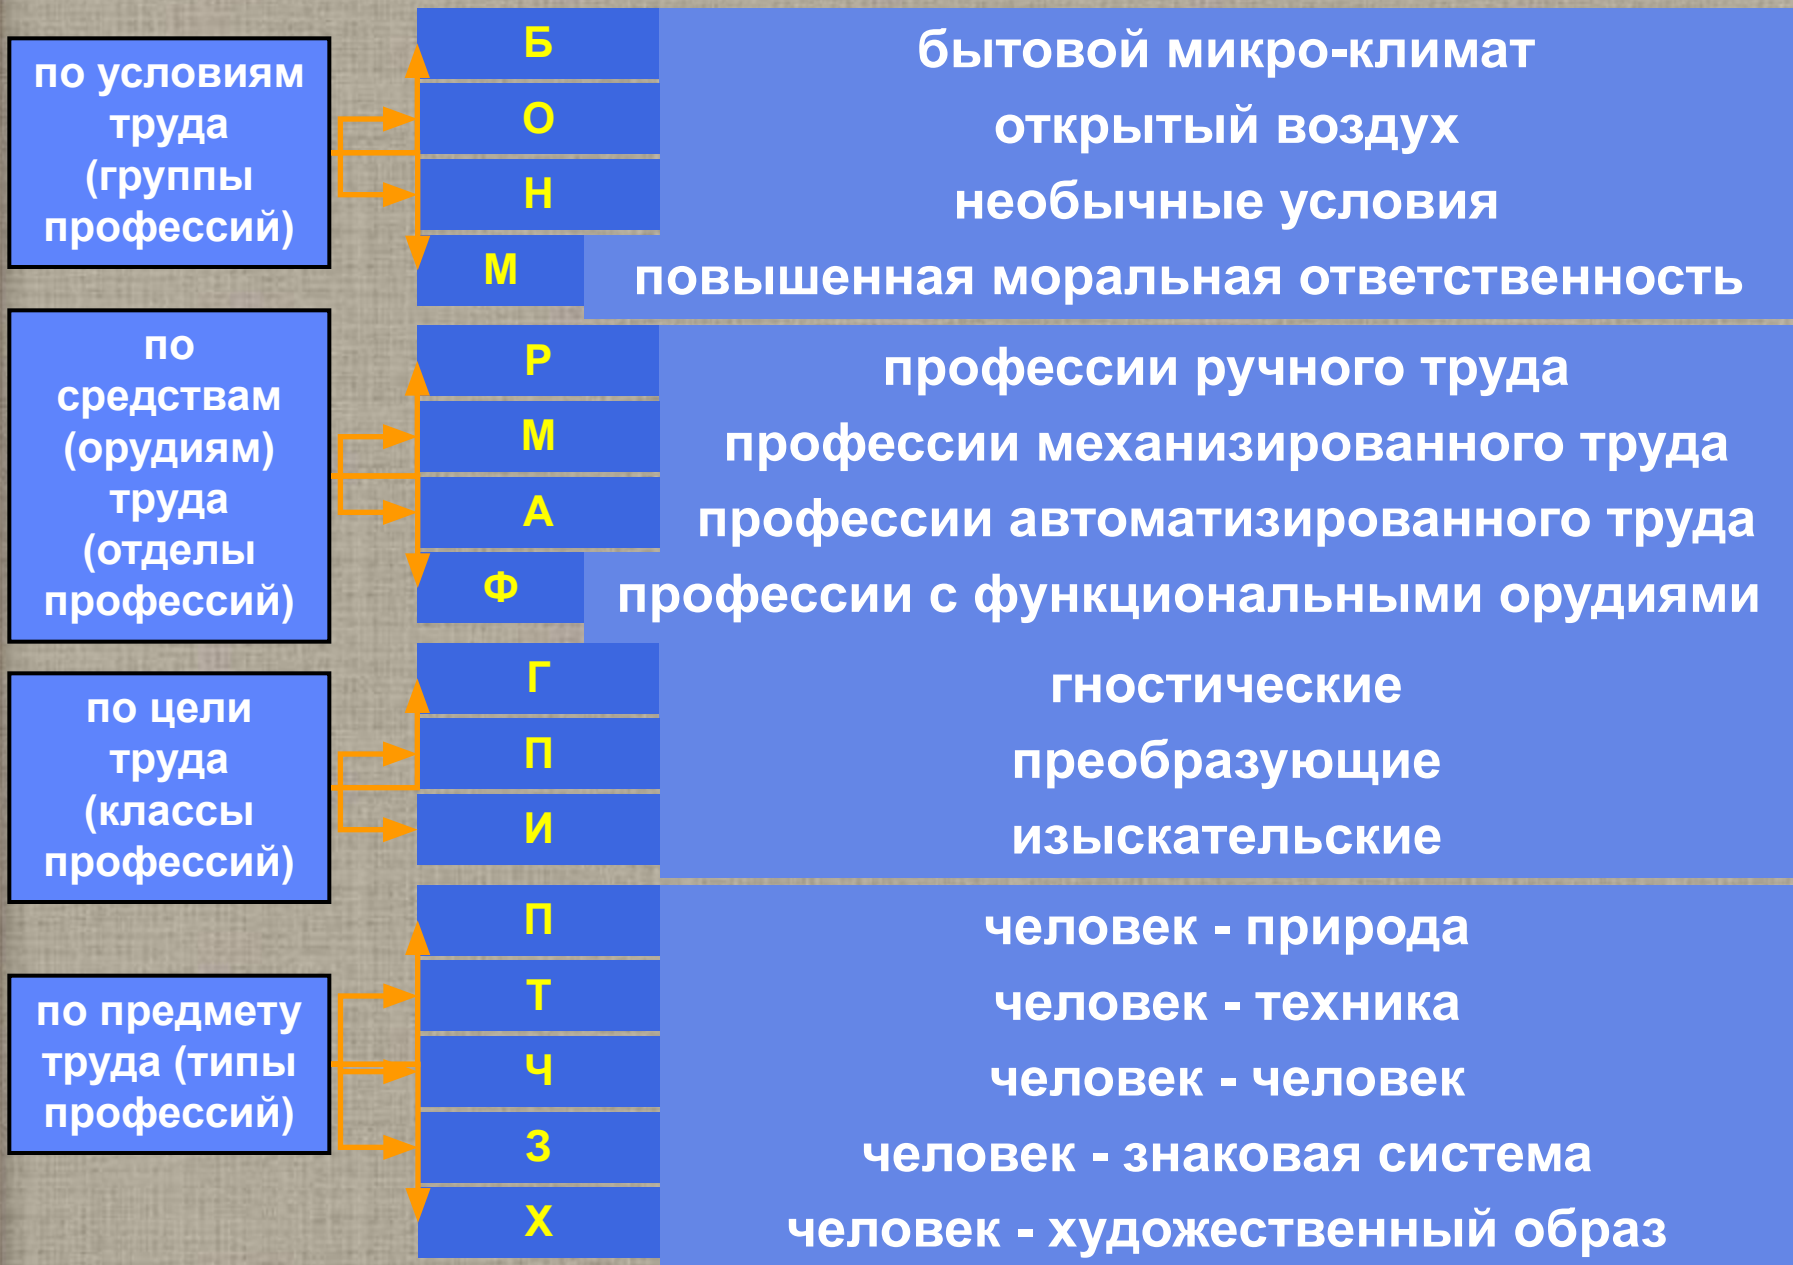 по условиям
труда
(группы
профессий)
Б
бытовой микро-климат
О
открытый воздух
Н
необычные условия
М
повышенная моральная ответственность
по
средствам
(орудиям)
труда
(отделы
профессий)
Р
профессии ручного труда
М
профессии механизированного труда
А
профессии автоматизированного труда
Ф
профессии с функциональными орудиями
по цели
труда
(классы
профессий)
Г
гностические
П
преобразующие
И
изыскательские
по предмету
труда (типы
профессий)
П
человек - природа
Т
человек - техника
Ч
человек - человек
З
человек - знаковая система
Х
человек - художественный образ